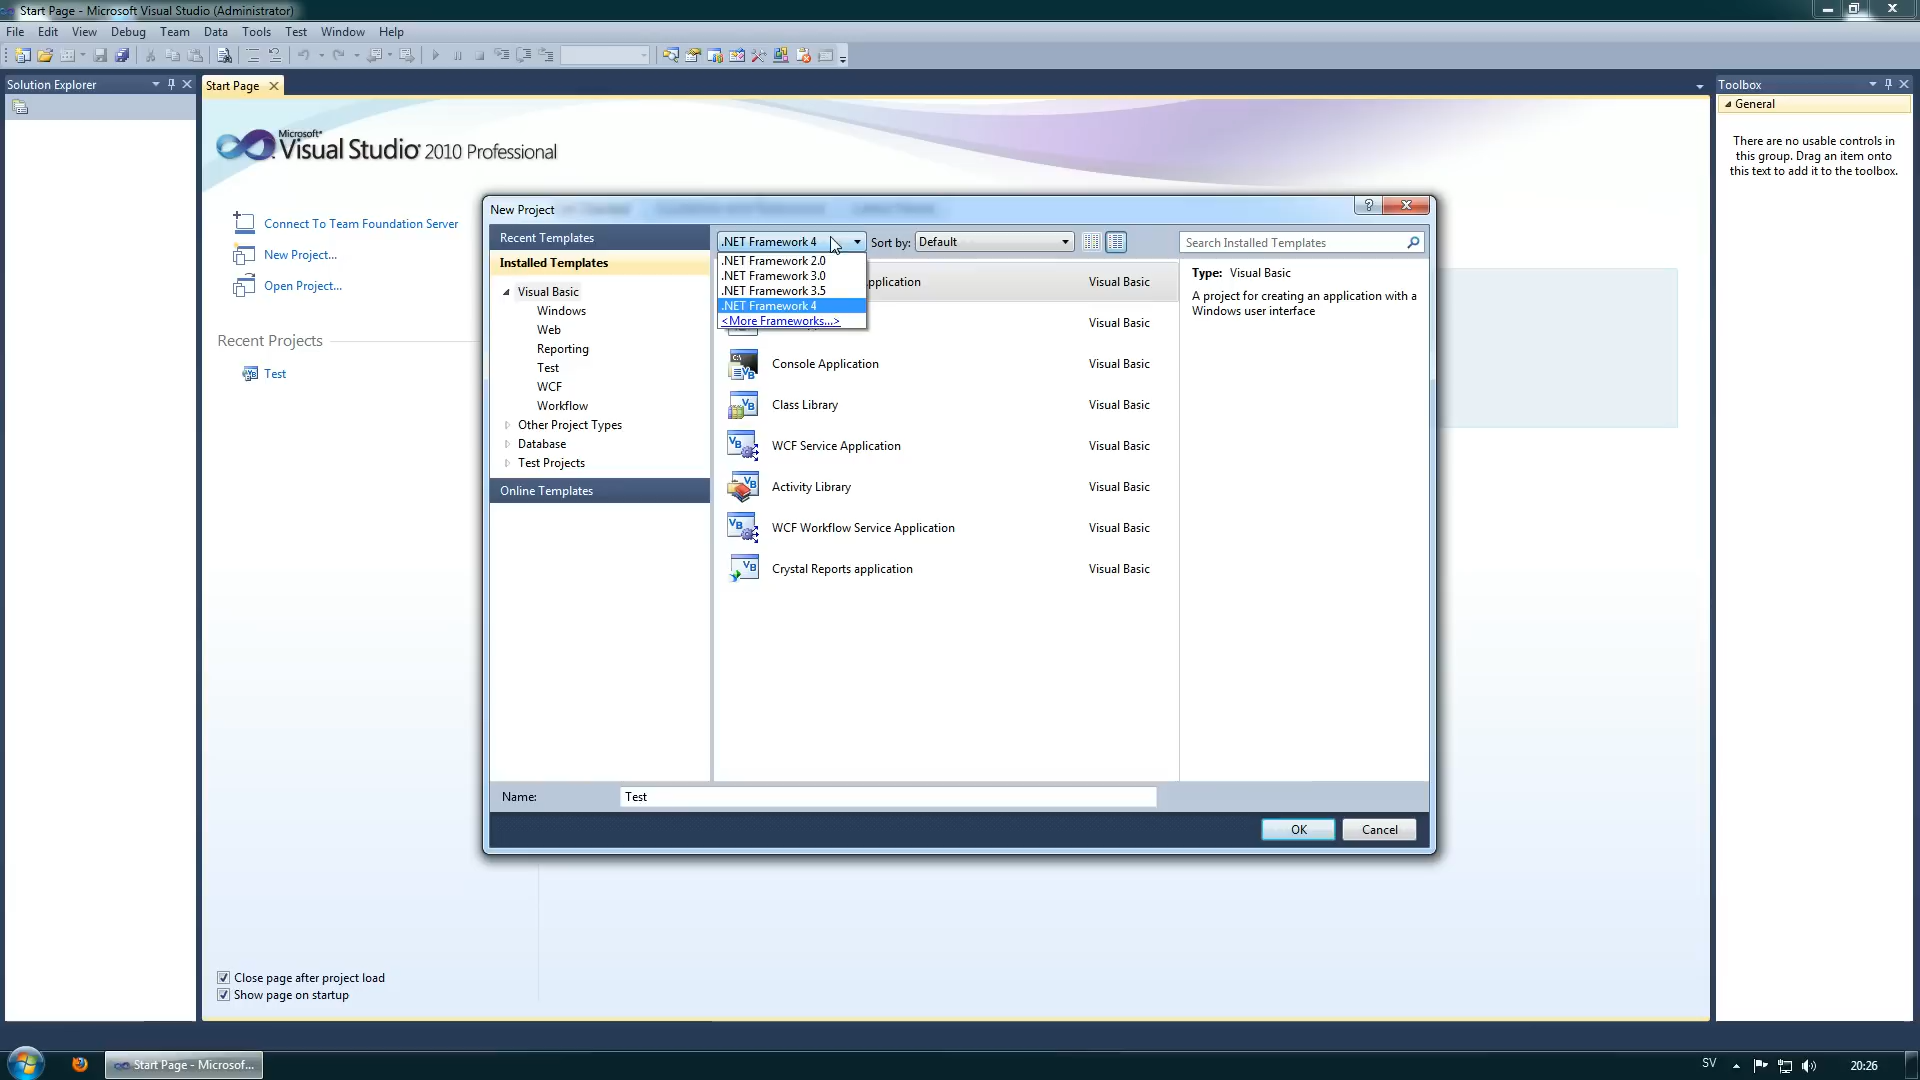 Start Page - Microsoft Visual Studio (Administrator)
File Edit View Debug Team Data Tools Test Window Help
Solution Explorer
Start Page
Toolbox
General
There are no usable controls in
this group. Drag an item onto
this text to add it to the toolbox.
Microsoft®
Visual Studio® 2010 Professional
Connect To Team Foundation Server
New Project...
Open Project...
Recent Projects
Test
New Project
Recent Templates
Installed Templates
Visual Basic
Windows
Web
Reporting
Test
WCF
Workflow
Other Project Types
Database
Test Projects
Online Templates
.NET Framework 4
Sort by: Default
Search Installed Templates
.NET Framework 2.0
.NET Framework 3.0
.NET Framework 3.5
.NET Framework 4
<More Frameworks...>
pplication Visual Basic
Visual Basic
Console Application Visual Basic
Class Library Visual Basic
WCF Service Application Visual Basic
Activity Library Visual Basic
WCF Workflow Service Application Visual Basic
Crystal Reports application Visual Basic
Type: Visual Basic
A project for creating an application with a
Windows user interface
Name: Test
OK Cancel
Close page after project load
Show page on startup
Start Page - Microsof...
SV
20:26